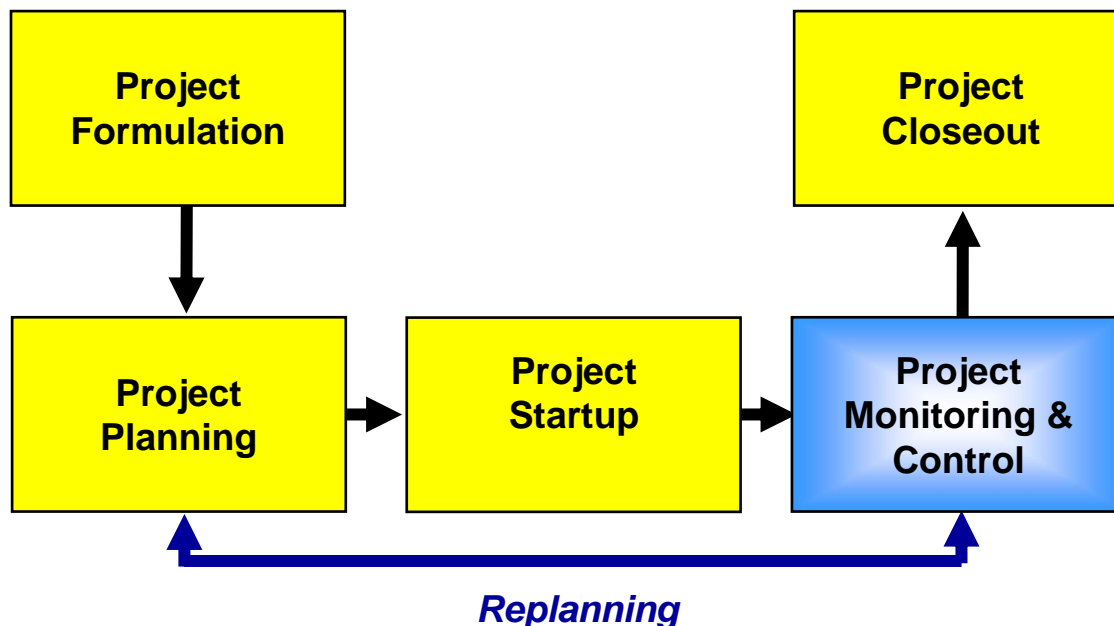 Project
Formulation
Project
Closeout
Project
Planning
Project
Startup
Project
Monitoring &
Control
Replanning